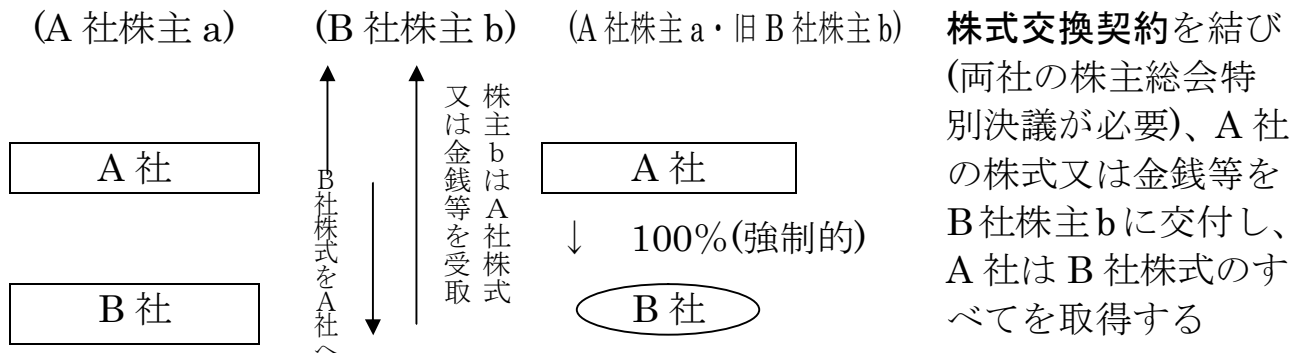 (A 社株主 a)
(B 社株主 b)
(A 社株主 a・旧 B 社株主 b)
A 社
B 社
B社株式をA社へ
株主bはA社株式
又は金銭等を受取
A 社
↓ 100%(強制的)
B 社
株式交換契約を結び
(両社の株主総会特
別決議が必要)、A 社
の株式又は金銭等を
B 社株主 b に交付し、
A 社は B 社株式のす
べてを取得する